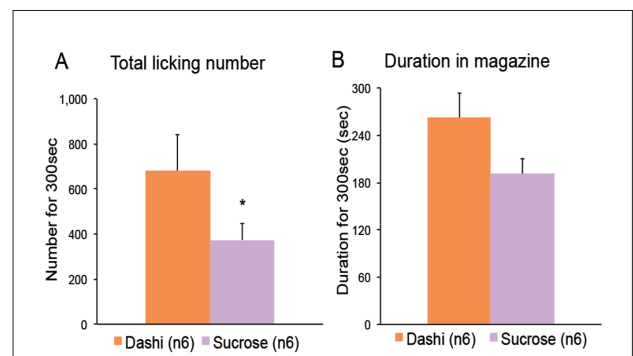 A Total licking number
Number for 300sec
1,000
800
600
400
200
0
*
Dashi (n6) Sucrose (n6)
B Duration in magazine
Duration for 300sec (sec)
300
240
180
120
60
0
Dashi (n6) Sucrose (n6)